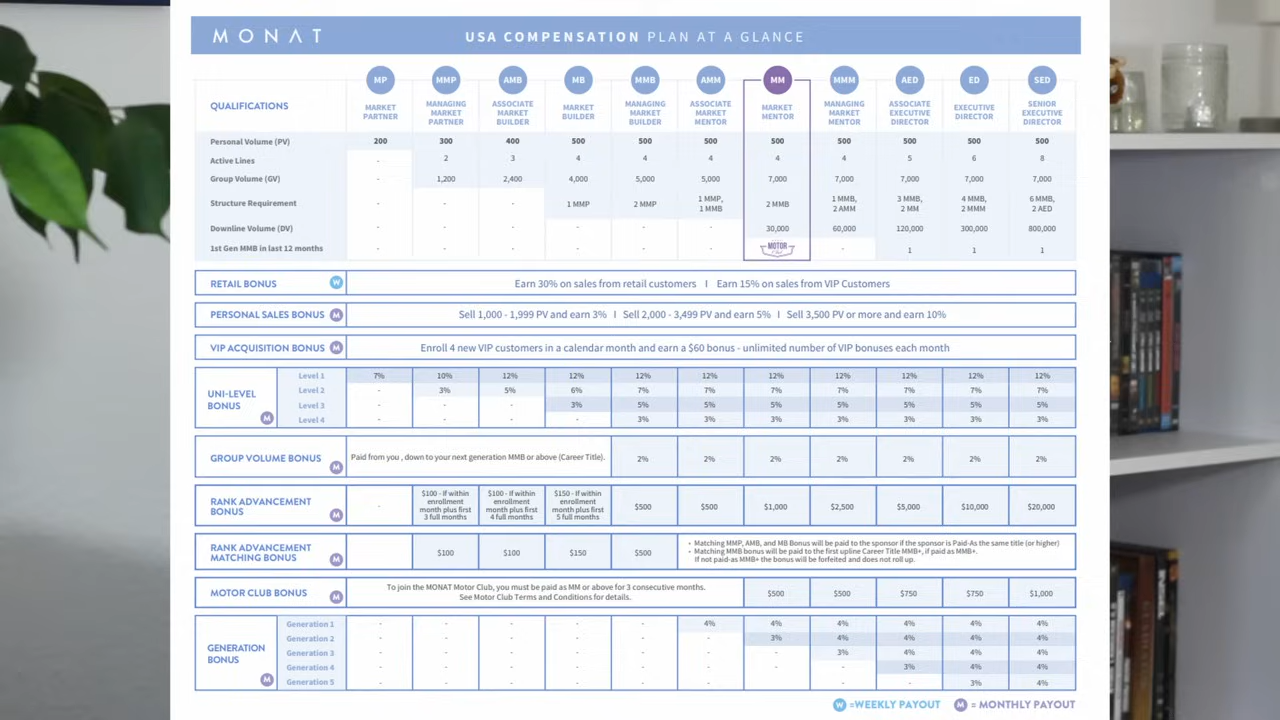 MONAT
USA COMPENSATION PLAN AT A GLANCE
MP MMP AMB MB MMB AMM MM MMM AED ED SED
QUALIFICATIONS
MARKET PARTNER
MANAGING MARKET PARTNER
ASSOCIATE MARKET BUILDER
MARKET BUILDER
MANAGING MARKET BUILDER
ASSOCIATE MARKET MENTOR
MARKET MENTOR
MANAGING MARKET MENTOR
ASSOCIATE EXECUTIVE DIRECTOR
EXECUTIVE DIRECTOR
SENIOR EXECUTIVE DIRECTOR
Personal Volume (PV) 200 300 400 500 500 500 500 500 500 500 500
Active Lines - 2 3 4 4 4 4 4 5 6 8
Group Volume (GV) - 1,200 2,400 4,000 5,000 5,000 7,000 7,000 7,000 7,000 7,000
Structure Requirement - - - 1 MMP 2 MMP 1 MMP, 1 MMB 2 MMB 1 MMB, 2 AMM 3 MMB, 2 MM 4 MMB, 2 MMM 6 MMB, 2 AED
Downline Volume (DV) - - - - - - 30,000 60,000 120,000 300,000 800,000
1st Gen MMB in last 12 months - - - - - - MOTOR - 1 1 1
RETAIL BONUS W Earn 30% on sales from retail customers I Earn 15% on sales from VIP Customers
PERSONAL SALES BONUS M Sell 1,000 - 1,999 PV and earn 3% I Sell 2,000 - 3,499 PV and earn 5% I Sell 3,500 PV or more and earn 10%
VIP ACQUISITION BONUS M Enroll 4 new VIP customers in a calendar month and earn a $60 bonus - unlimited number of VIP bonuses each month
UNI-LEVEL BONUS M
Level 1 7% 10% 12% 12% 12% 12% 12% 12% 12% 12% 12%
Level 2 - 3% 5% 6% 7% 7% 7% 7% 7% 7% 7%
Level 3 - - - 3% 5% 5% 5% 5% 5% 5% 5%
Level 4 - - - - 3% 3% 3% 3% 3% 3% 3%
GROUP VOLUME BONUS M Paid from you , down to your next generation MMB or above (Career Title). 2% 2% 2% 2% 2% 2% 2%
RANK ADVANCEMENT BONUS M - $100 - If within enrollment month plus first 3 full months $100 - If within enrollment month plus first 4 full months $150 - If within enrollment month plus first 5 full months $500 $500 $1,000 $2,500 $5,000 $10,000 $20,000
RANK ADVANCEMENT MATCHING BONUS M $100 $100 $150 $500
• Matching MMP, AMB, and MB Bonus will be paid to the sponsor if the sponsor is Paid-As the same title (or higher)
• Matching MMB bonus will be paid to the first upline Career Title MMB+, if paid as MMB+.
If not paid-as MMB+ the bonus will be forfeited and does not roll up.
MOTOR CLUB BONUS M
To join the MONAT Motor Club, you must be paid as MM or above for 3 consecutive months.
See Motor Club Terms and Conditions for details.
$500 $500 $750 $750 $1,000
GENERATION BONUS M
Generation 1 - - - - - 4% 4% 4% 4% 4% 4%
Generation 2 - - - - - - 3% 4% 4% 4% 4%
Generation 3 - - - - - - - 3% 4% 4% 4%
Generation 4 - - - - - - - - 3% 4% 4%
Generation 5 - - - - - - - - - 3% 4%
W =WEEKLY PAYOUT M = MONTHLY PAYOUT